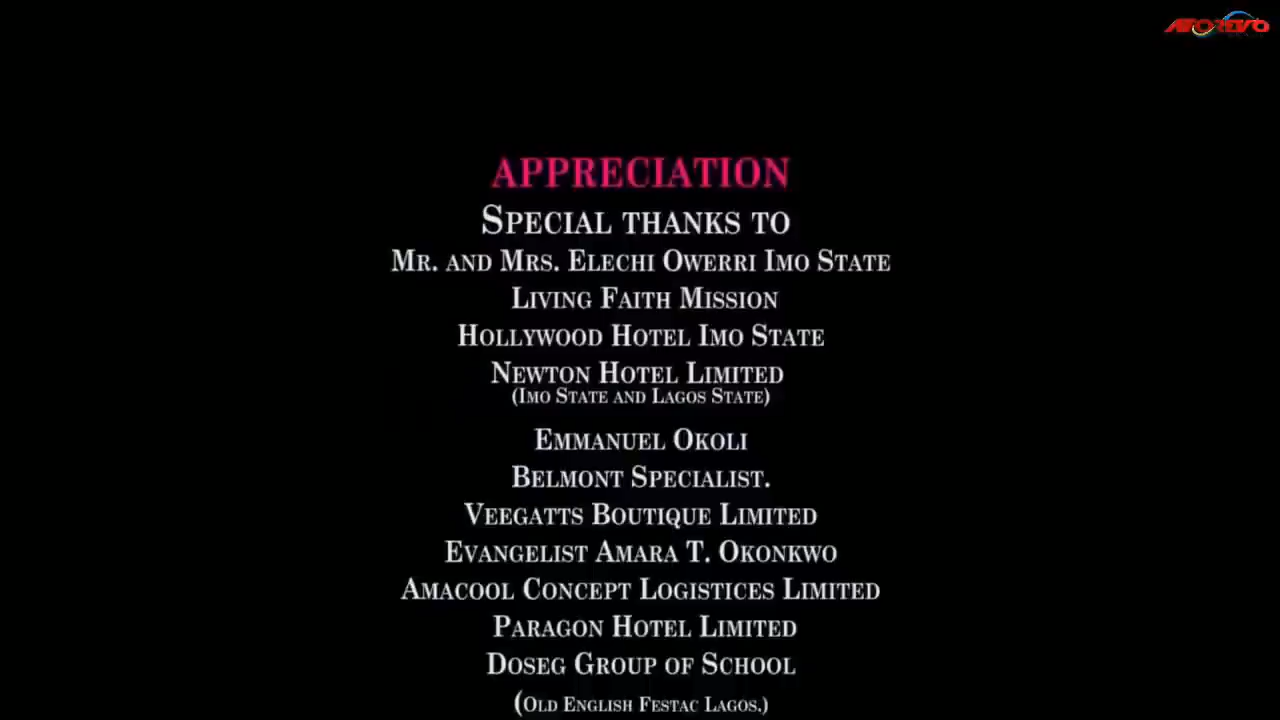 APPRECIATION
SPECIAL THANKS TO
MR. AND MRS. ELECHI OWERRI IMO STATE
LIVING FAITH MISSION
HOLLYWOOD HOTEL IMO STATE
NEWTON HOTEL LIMITED
(IMO STATE AND LAGOS STATE)
EMMANUEL OKOLI
BELMONT SPECIALIST.
VEEGATTS BOUTIQUE LIMITED
EVANGELIST AMARA T. OKONKWO
AMACOOL CONCEPT LOGISTICES LIMITED
PARAGON HOTEL LIMITED
DOSEG GROUP OF SCHOOL
(OLD ENGLISH FESTAC LAGOS.)